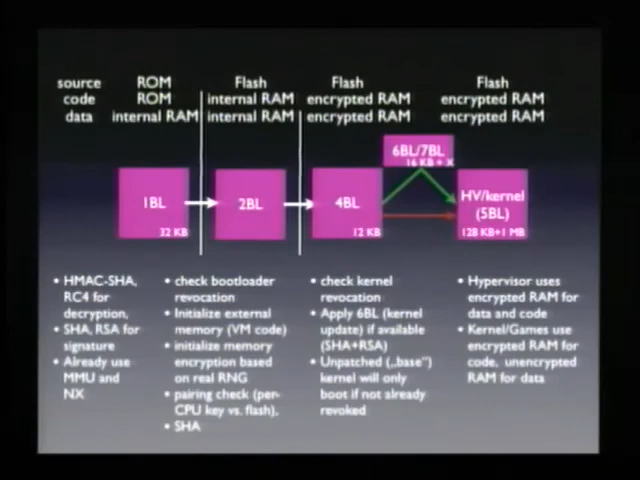 source ROM Flash Flash Flash
code ROM internal RAM encrypted RAM encrypted RAM
data internal RAM internal RAM encrypted RAM encrypted RAM
6BL/7BL
16 KB + X
1BL 2BL 4BL HV/kernel
(5BL)
32 KB 12 KB 128 KB+1 MB
• HMAC-SHA,
RC4 for
decryption,
• SHA, RSA for
signature
• Already use
MMU and
NX
• check bootloader
revocation
• Initialize external
memory (VM code)
• initialize memory
encryption based
on real RNG
• pairing check (per-
CPU key vs. flash),
• SHA
• check kernel
revocation
• Apply 6BL (kernel
update) if available
(SHA+RSA)
• Unpatched („base")
kernel will only
boot if not already
revoked
• Hypervisor uses
encrypted RAM for
data and code
• Kernel/Games use
encrypted RAM for
code, unencrypted
RAM for data